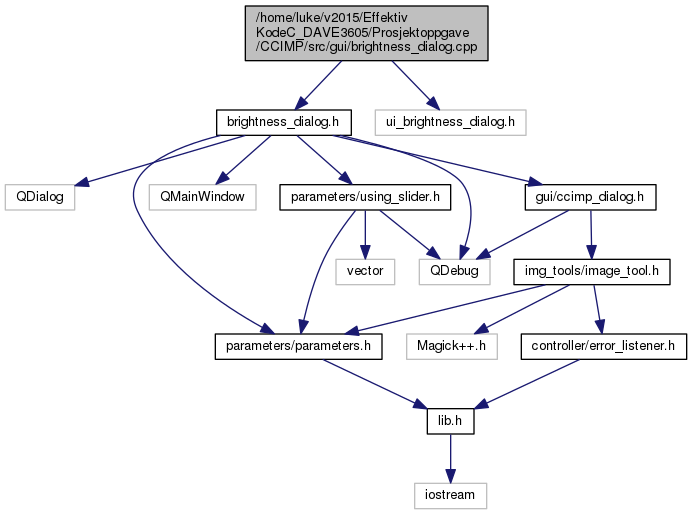 /home/luke/v2015/Effektiv
KodeC_DAVE3605/Prosjektoppgave
/CCIMP/src/gui/brightness_dialog.cpp
brightness_dialog.h
ui_brightness_dialog.h
QDialog
QMainWindow
parameters/using_slider.h
gui/ccimp_dialog.h
vector
QDebug
img_tools/image_tool.h
parameters/parameters.h
Magick++.h
controller/error_listener.h
lib.h
iostream